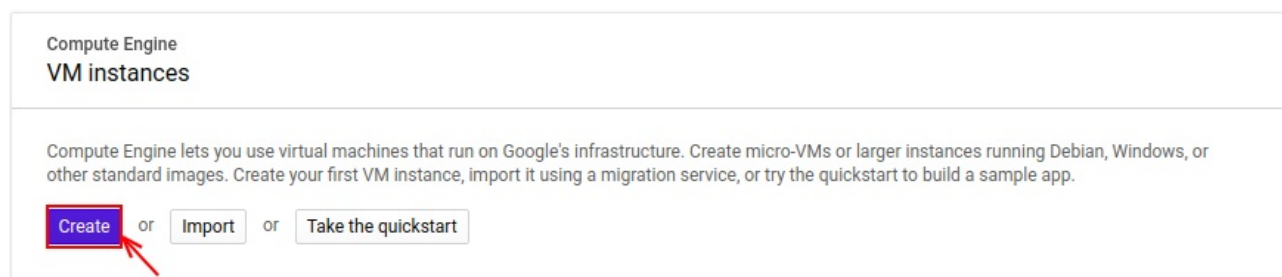 Compute Engine
VM instances
Compute Engine lets you use virtual machines that run on Google's infrastructure. Create micro-VMs or larger instances running Debian, Windows, or
other standard images. Create your first VM instance, import it using a migration service, or try the quickstart to build a sample app.
Create or Import or Take the quickstart